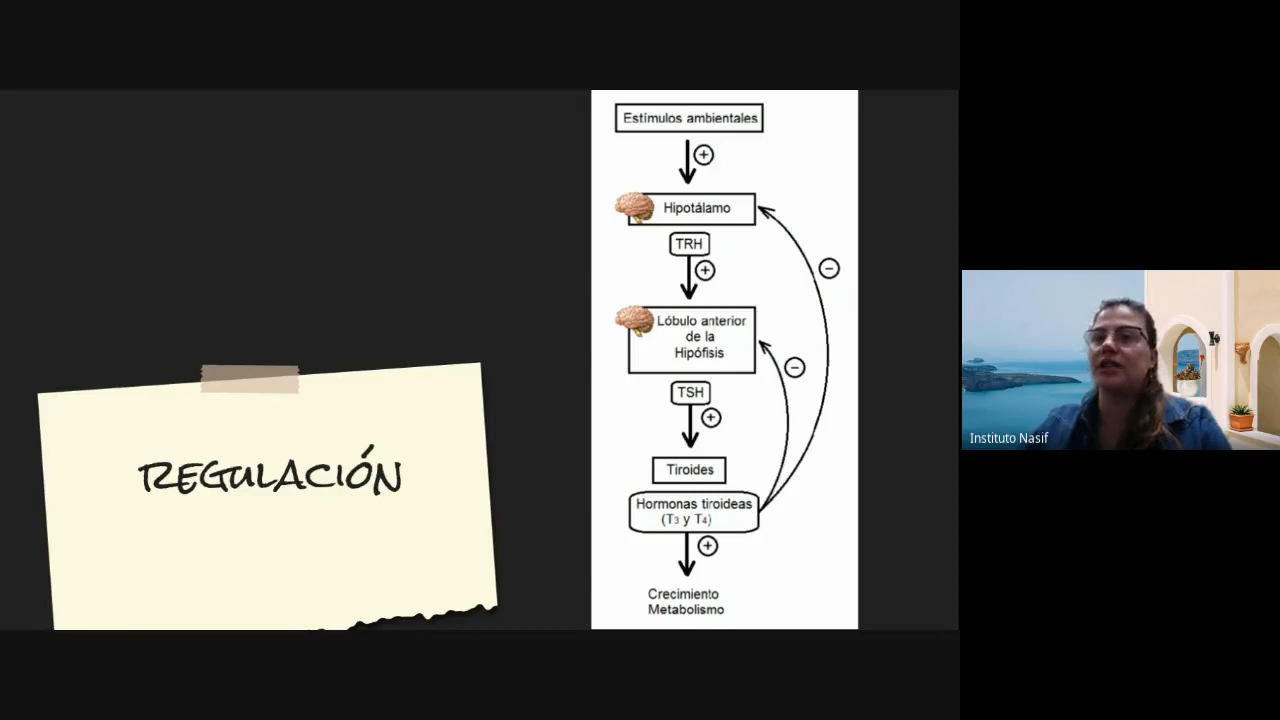 REGULACIÓN
Estímulos ambientales
+
Hipotálamo
TRH
+
−
Lóbulo anterior
de la
Hipófisis
−
TSH
+
Tiroides
Hormonas tiroideas
(T3 y T4)
+
Crecimiento
Metabolismo
Instituto Nasif